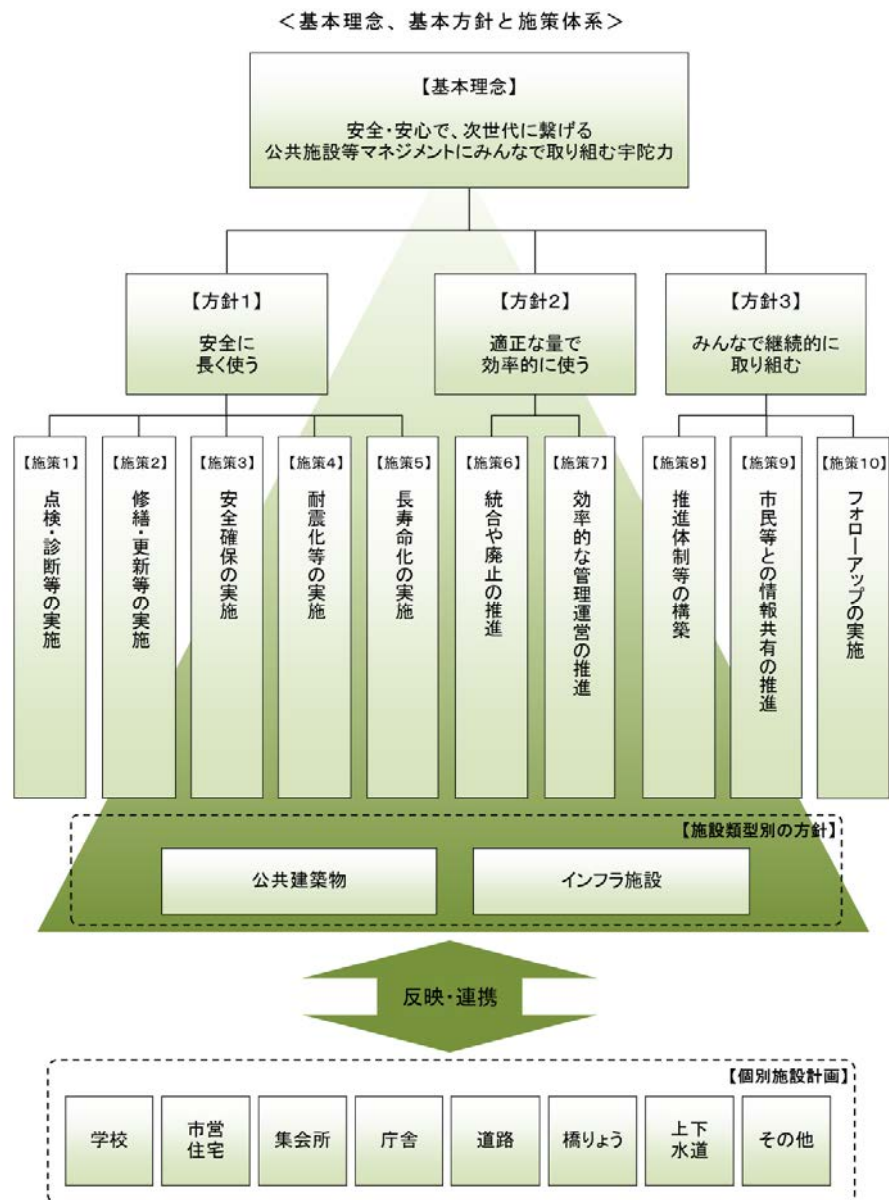 ＜基本理念、基本方針と施策体系＞
【基本理念】
安全・安心で、次世代に繋げる
公共施設等マネジメントにみんなで取り組む宇陀力
【方針１】
安全に
長く使う
【方針２】
適正な量で
効率的に使う
【方針３】
みんなで継続的に
取り組む
【施策１】
点検・診断等の実施
【施策２】
修繕・更新等の実施
【施策３】
安全確保の実施
【施策４】
耐震化等の実施
【施策５】
長寿命化の実施
【施策６】
統合や廃止の推進
【施策７】
効率的な管理運営の推進
【施策８】
推進体制等の構築
【施策９】
市民等との情報共有の推進
【施策１０】
フォローアップの実施
【施設類型別の方針】
公共建築物
インフラ施設
反映・連携
【個別施設計画】
学校
市営
住宅
集会所
庁舎
道路
橋りょう
上下
水道
その他